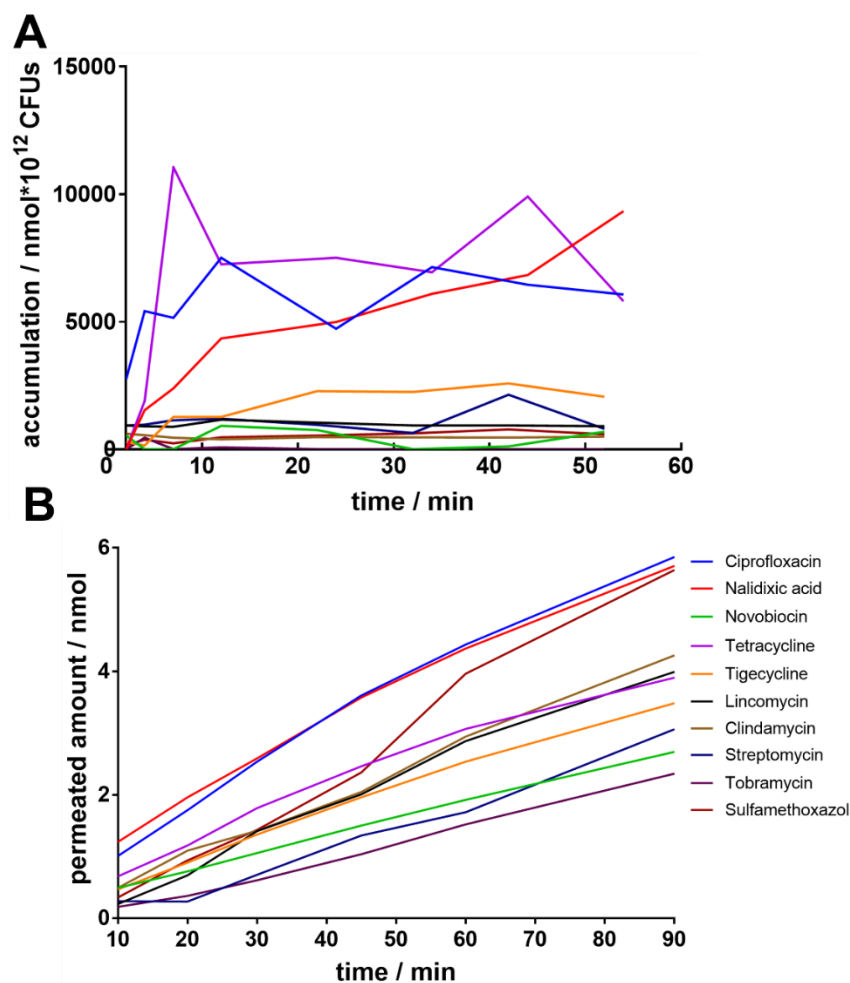 A
15000
10000
5000
0
10
20
30
40
50
60
accumulation / nmol*10¹² CFUs
time / min
B
6
4
2
0
10
20
30
40
50
60
70
80
90
permeated amount / nmol
time / min
Ciprofloxacin
Nalidixic acid
Novobiocin
Tetracycline
Tigecycline
Lincomycin
Clindamycin
Streptomycin
Tobramycin
Sulfamethoxazol